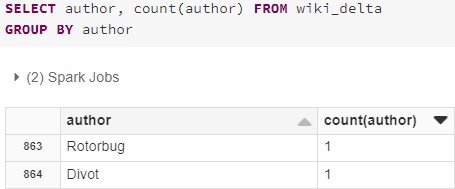 SELECT author, count(author) FROM wiki_delta
GROUP BY author
(2) Spark Jobs
author count(author)
863 Rotorbug 1
864 Divot 1